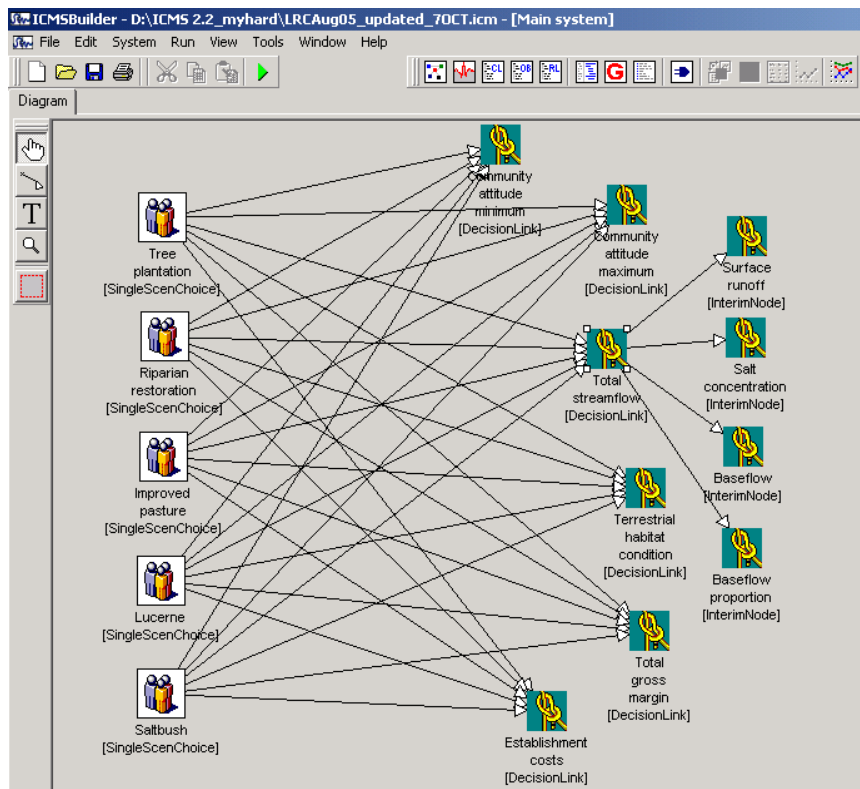 ICMSBuilder - D:\ICMS 2.2_myhard\LRCAug05_updated_7OCT.icm - [Main system]
File Edit System Run View Tools Window Help
CL OB RL G
Diagram
T
Community
attitude
minimum
[DecisionLink]
Community
attitude
maximum
[DecisionLink]
Tree
plantation
[SingleScenChoice]
Surface
runoff
[InterimNode]
Riparian
restoration
[SingleScenChoice]
Total
streamflow
[DecisionLink]
Salt
concentration
[InterimNode]
Improved
pasture
[SingleScenChoice]
Baseflow
[InterimNode]
Terrestrial
habitat
condition
[DecisionLink]
Baseflow
proportion
[InterimNode]
Lucerne
[SingleScenChoice]
Total
gross
margin
[DecisionLink]
Saltbush
[SingleScenChoice]
Establishment
costs
[DecisionLink]